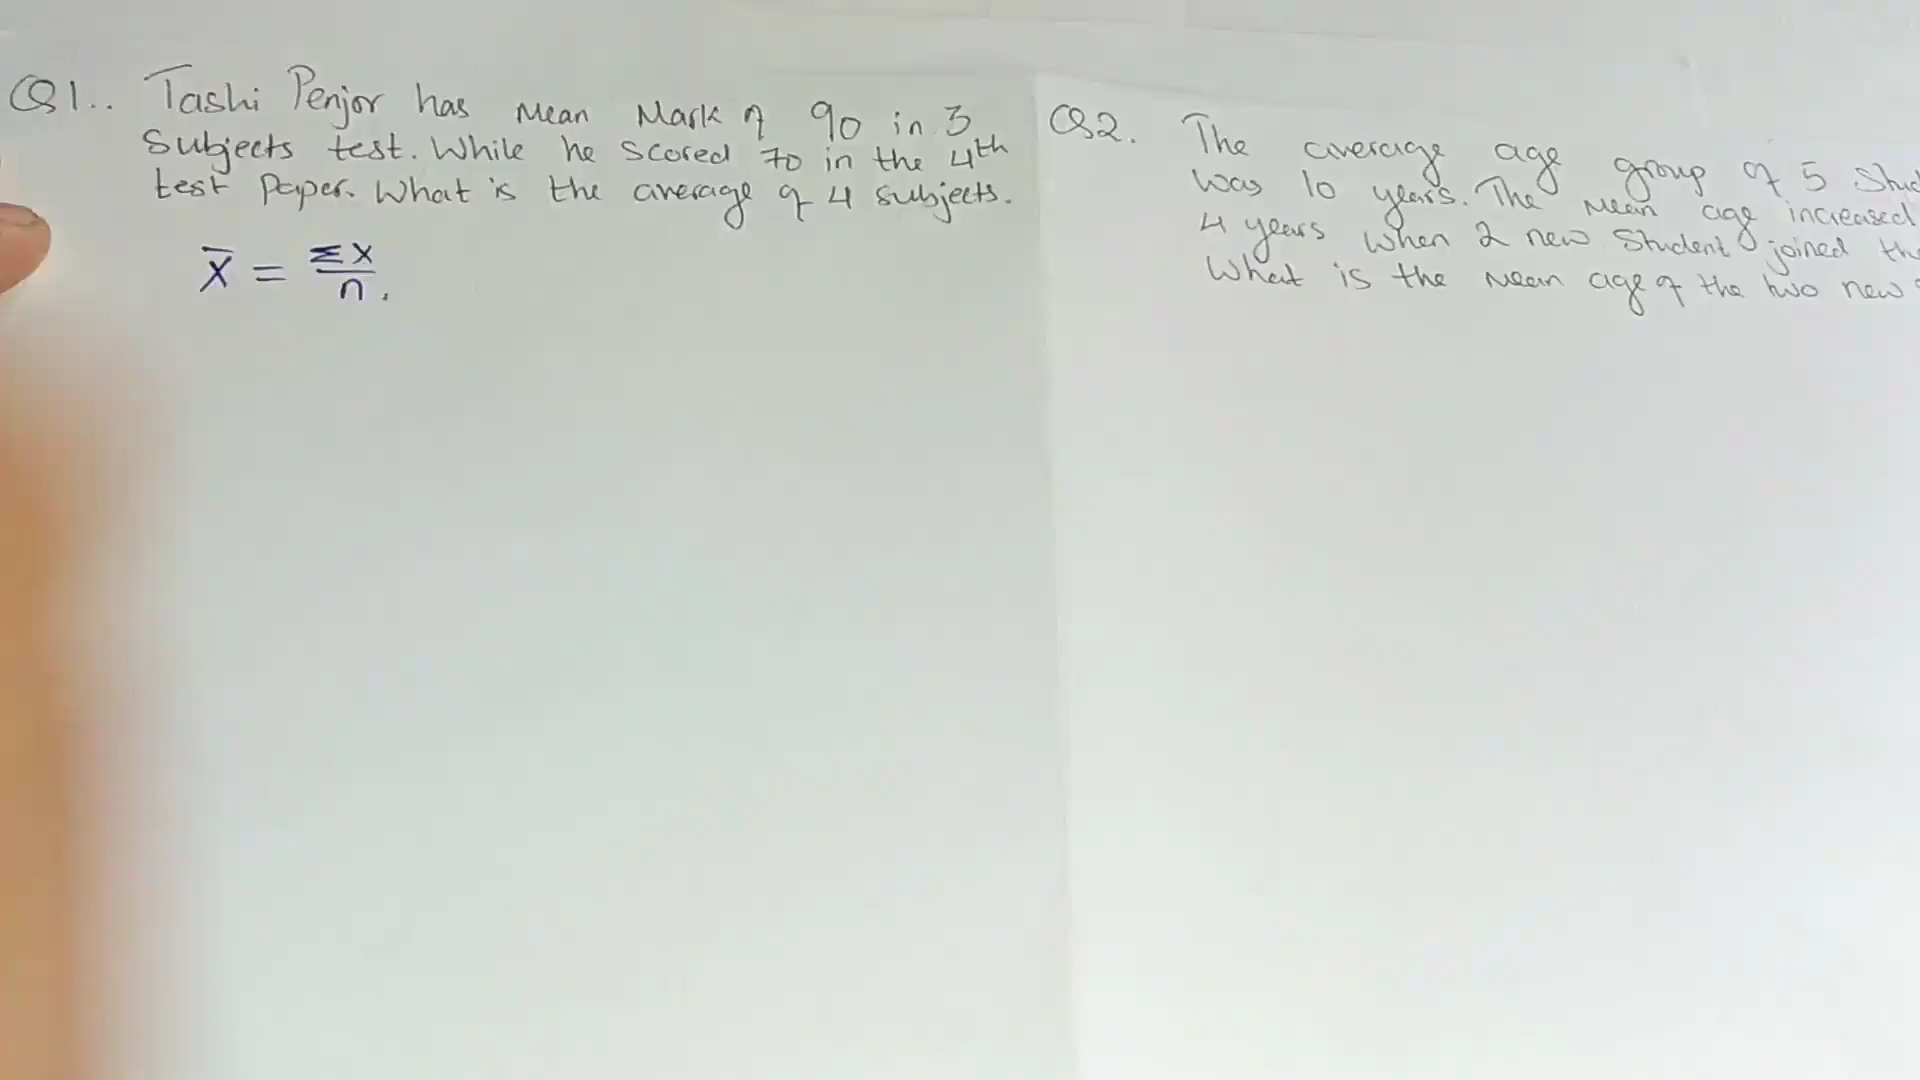 Q1.. Tashi Penjor has Mean Mark of 90 in 3
Subjects test. While he scored 70 in the 4th
test Paper. What is the average of 4 subjects.
x̄ = Σx
n.
Q2. The average age group of 5 Stud
was 10 years. The Mean age increased
4 years when 2 new Student joined the
What is the Mean age of the two new